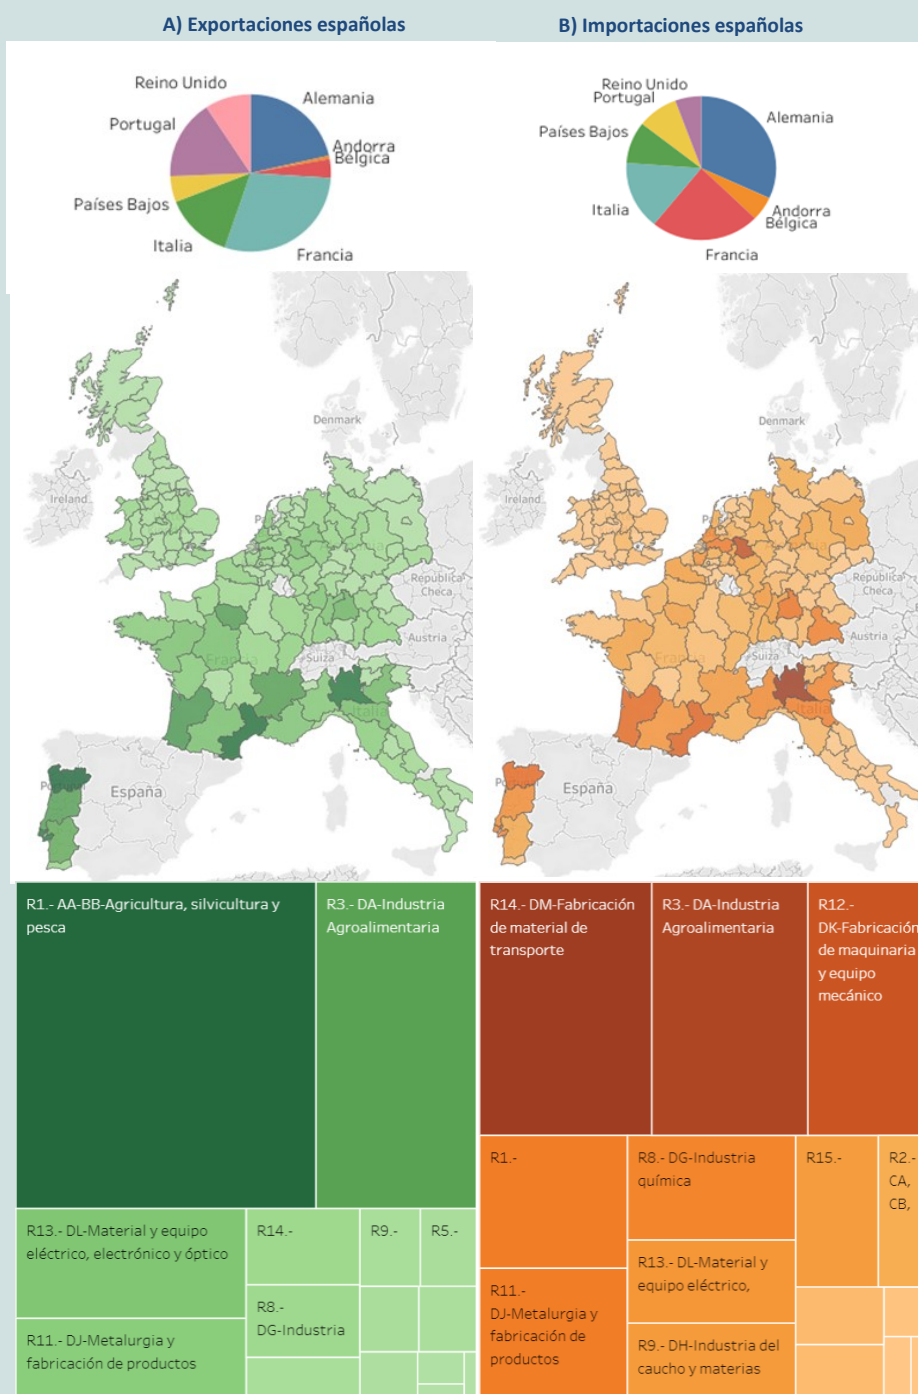 A) Exportaciones españolas
B) Importaciones españolas
Reino Unido
Alemania
Portugal
Andorra
Bélgica
Países Bajos
Italia
Francia
Reino Unido
Portugal
Alemania
Países Bajos
Italia
Andorra
Bélgica
Francia
Denmark
Ireland
República
Checa
Austria
Francia
Suiza
Italia
España
Denmark
Ireland
República
Checa
Austria
Francia
Suiza
Italia
España
R1.- AA-BB-Agricultura, silvicultura y
pesca
R3.- DA-Industria
Agroalimentaria
R13.- DL-Material y equipo
eléctrico, electrónico y óptico
R14.-
R9.-
R5.-
R8.-
DG-Industria
R11.- DJ-Metalurgia y
fabricación de productos
R14.- DM-Fabricación
de material de
transporte
R3.- DA-Industria
Agroalimentaria
R12.-
DK-Fabricación
de maquinaria
y equipo
mecánico
R1.-
R8.- DG-Industria
química
R15.-
R2.-
CA,
CB,
R13.- DL-Material y
equipo eléctrico,
R11.-
DJ-Metalurgia y
fabricación de
productos
R9.- DH-Industria del
caucho y materias